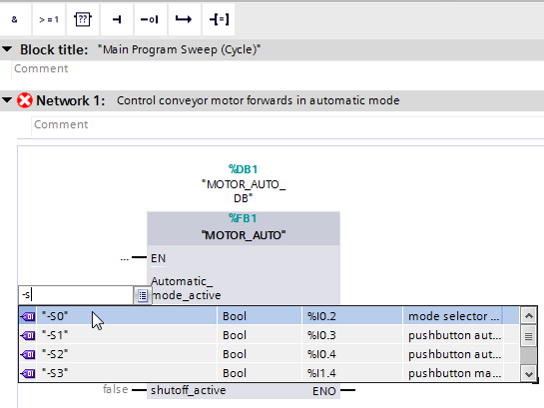 & >=1 ?? -o| [=]
Block title: "Main Program Sweep (Cycle)"
Comment
Network 1: Control conveyor motor forwards in automatic mode
Comment
%DB1
"MOTOR_AUTO_
DB"
%FB1
"MOTOR_AUTO"
... EN
Automatic_
-s mode_active
"-S0" Bool %I0.2 mode selector ...
"-S1" Bool %I0.3 pushbutton aut...
"-S2" Bool %I0.4 pushbutton aut...
"-S3" Bool %I1.4 pushbutton ma...
false shutoff_active ENO